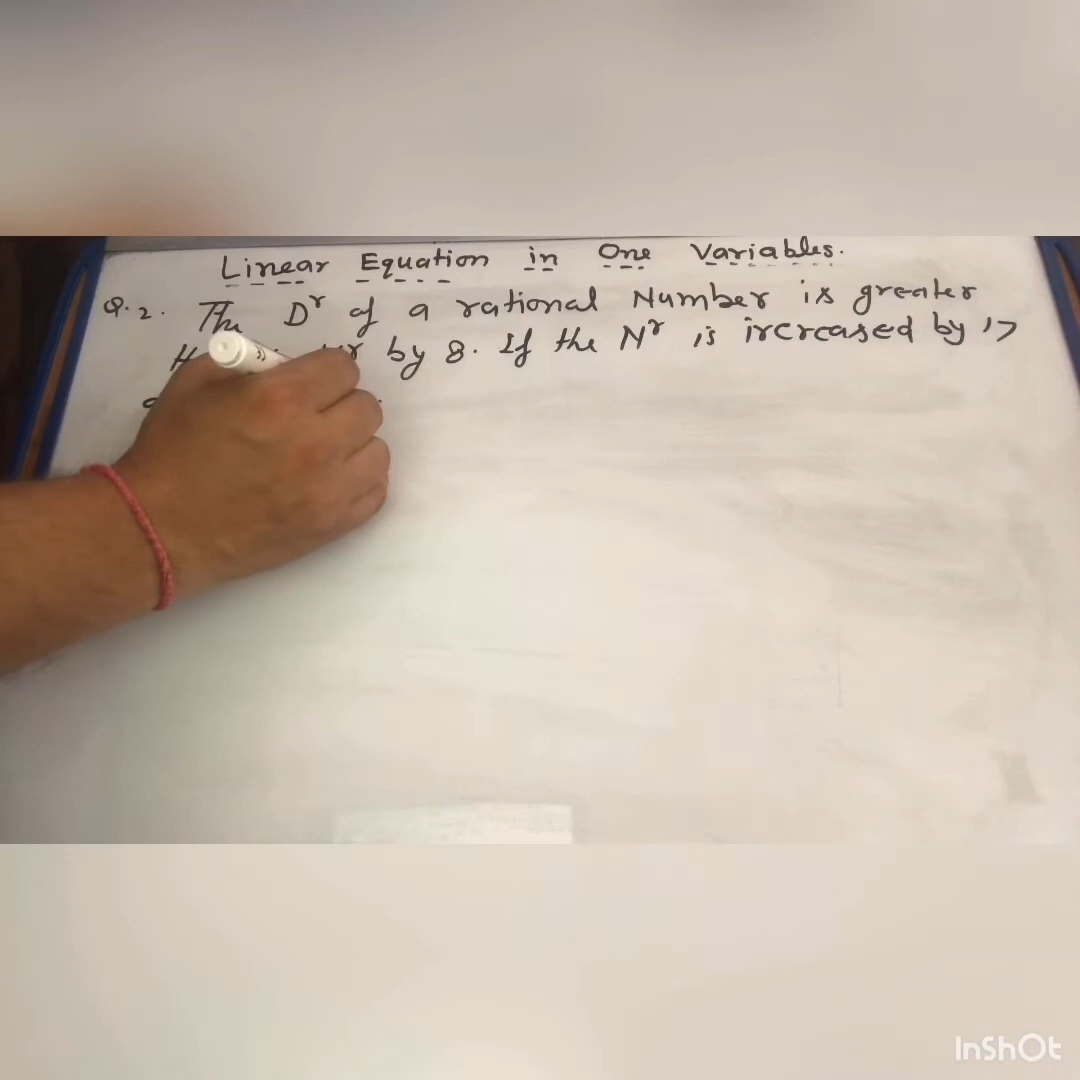 Linear Equation in One Variables.
Q.2. The Dʳ of a rational Number is greater
by 8. If the Nʳ is increased by 17
InShOt